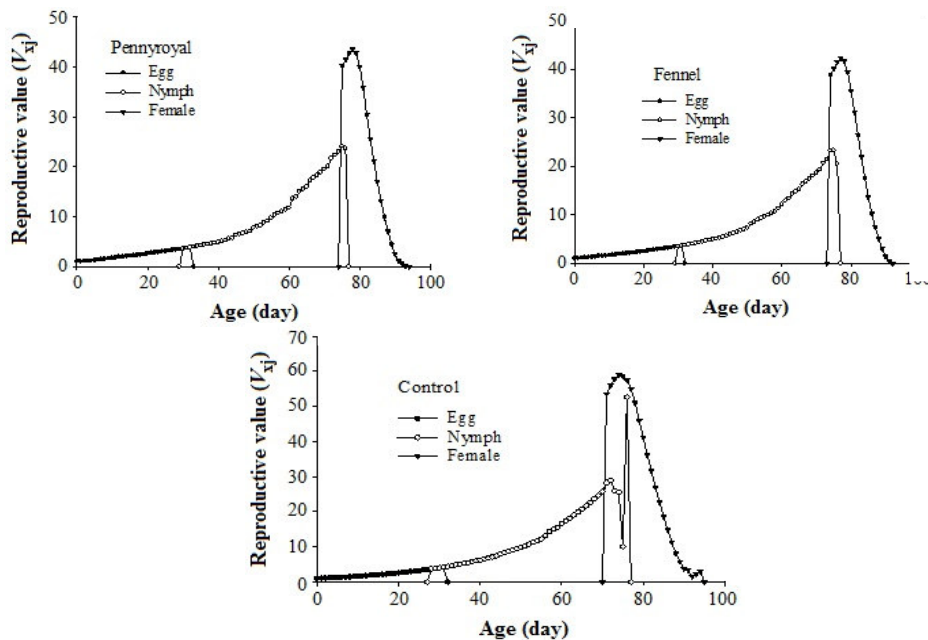 Reproductive value (Vxj)
50
40
30
20
10
0
Pennyroyal
Egg
Nymph
Female
0 20 40 60 80 100
Age (day)
Reproductive value (Vxj)
50
40
30
20
10
0
Fennel
Egg
Nymph
Female
0 20 40 60 80
Age (day)
Reproductive value (Vxj)
70
60
50
40
30
20
10
0
Control
Egg
Nymph
Female
0 20 40 60 80 100
Age (day)